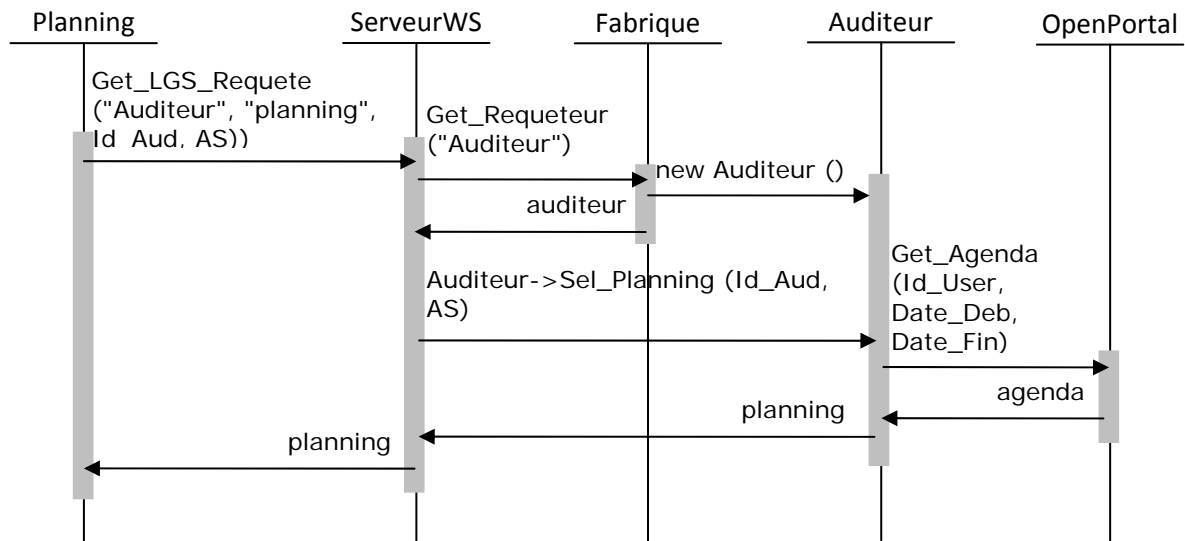 Planning
ServeurWS
Fabrique
Auditeur
OpenPortal
Get_LGS_Requete
("Auditeur", "planning",
Id_Aud, AS))
Get_Requeteur
("Auditeur")
new Auditeur ()
auditeur
Auditeur->Sel_Planning (Id_Aud,
AS)
Get_Agenda
(Id_User,
Date_Deb,
Date_Fin)
agenda
planning
planning